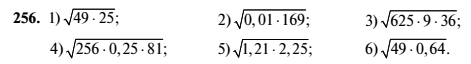 256. 1) √49 · 25; 2) √0,01 · 169; 3) √625 · 9 · 36;
4) √256 · 0,25 · 81; 5) √1,21 · 2,25; 6) √49 · 0,64.